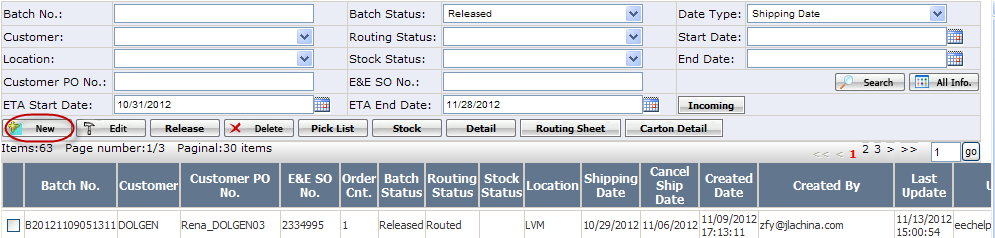 Batch No.: Batch Status: Released Date Type: Shipping Date
Customer: Routing Status: Start Date:
Location: Stock Status: End Date:
Customer PO No.: E&E SO No.: Search All Info.
ETA Start Date: 10/31/2012 ETA End Date: 11/28/2012 Incoming
New Edit Release Delete Pick List Stock Detail Routing Sheet Carton Detail
Items:63 Page number:1/3 Paginal:30 items << < 1 2 3 > >> 1 go
Batch No. Customer Customer PO No. E&E SO No. Order Cnt. Batch Status Routing Status Stock Status Location Shipping Date Cancel Ship Date Created Date Created By Last Update U
B20121109051311 DOLGEN Rena_DOLGEN03 2334995 1 Released Routed LVM 10/29/2012 11/06/2012 11/09/2012 17:13:11 zfy@jlachina.com 11/13/2012 15:00:54 eechelp